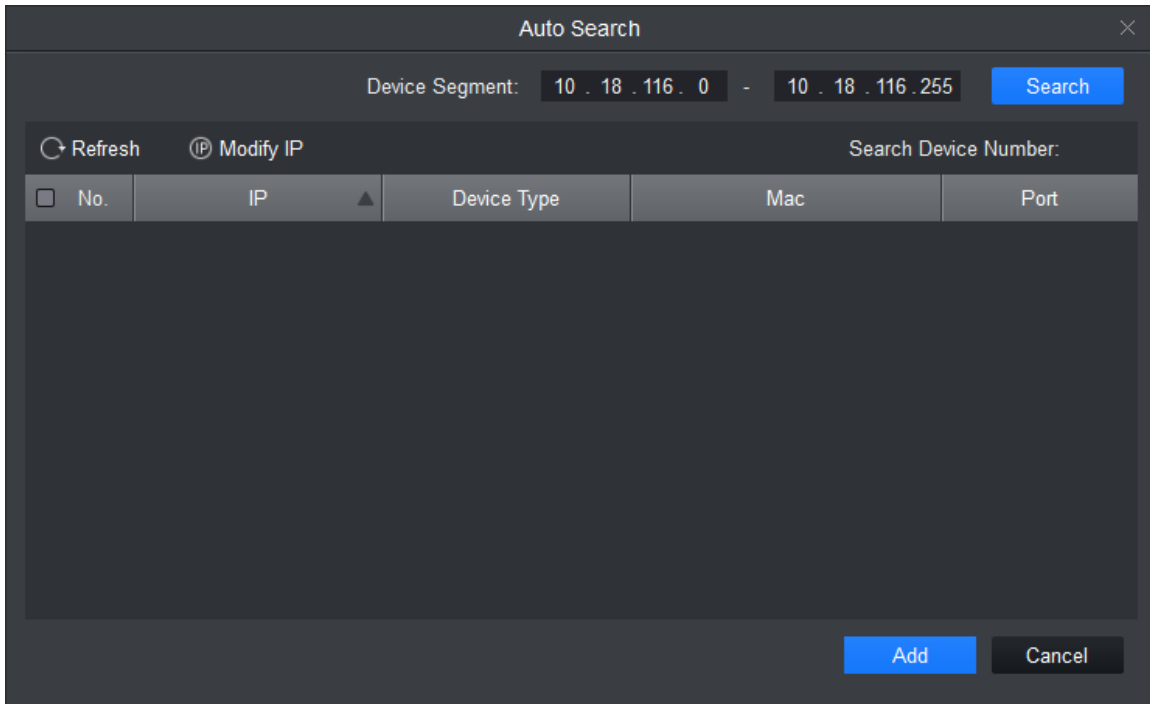 Auto Search
Device Segment: 10 . 18 . 116 . 0 - 10 . 18 . 116 . 255 Search
Refresh IP Modify IP Search Device Number:
No. IP Device Type Mac Port
Add Cancel